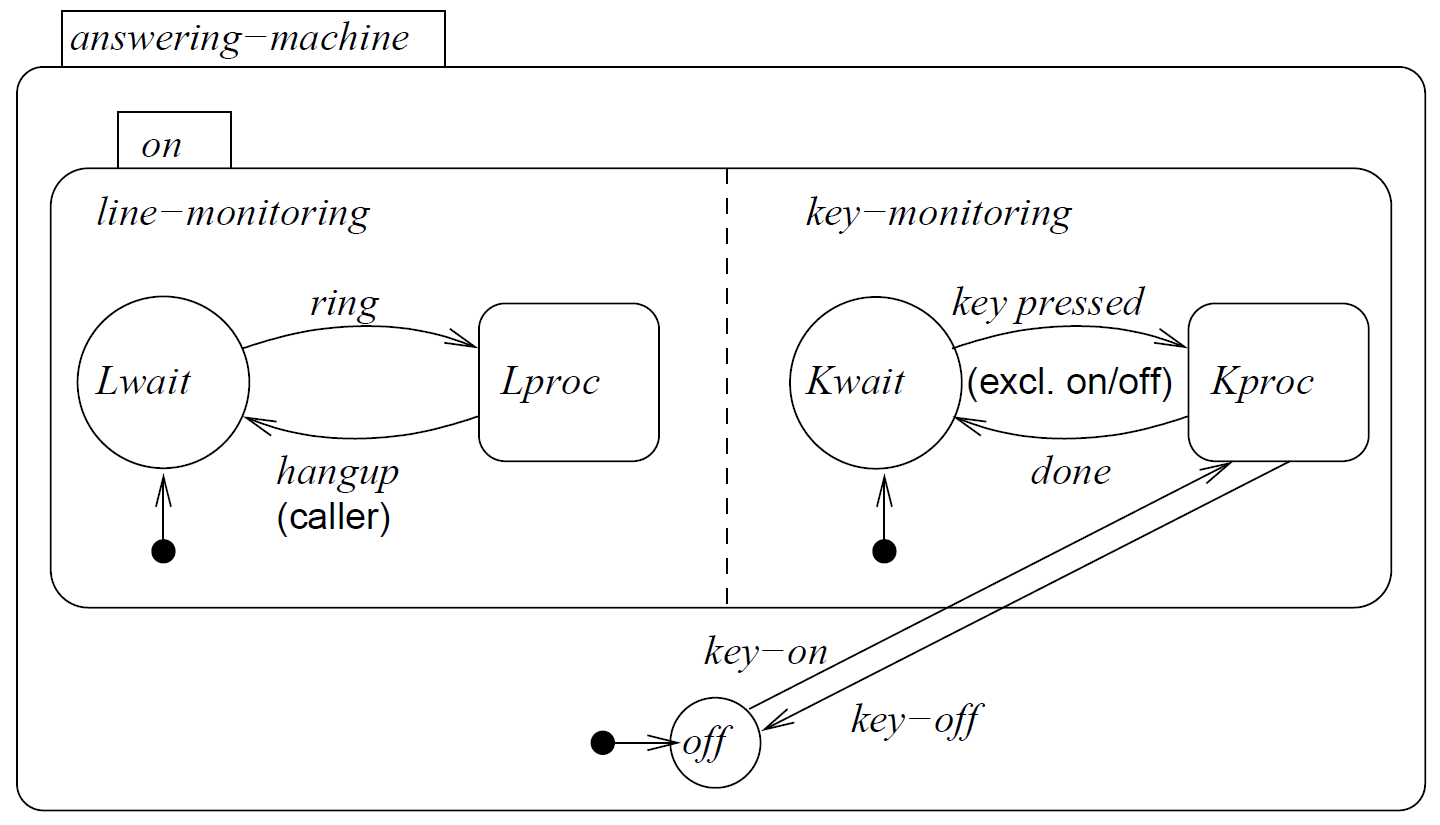 answering−machine
on
line−monitoring
key−monitoring
ring
key pressed
Lwait
Lproc
Kwait
(excl. on/off)
Kproc
hangup
(caller)
done
key−on
key−off
off